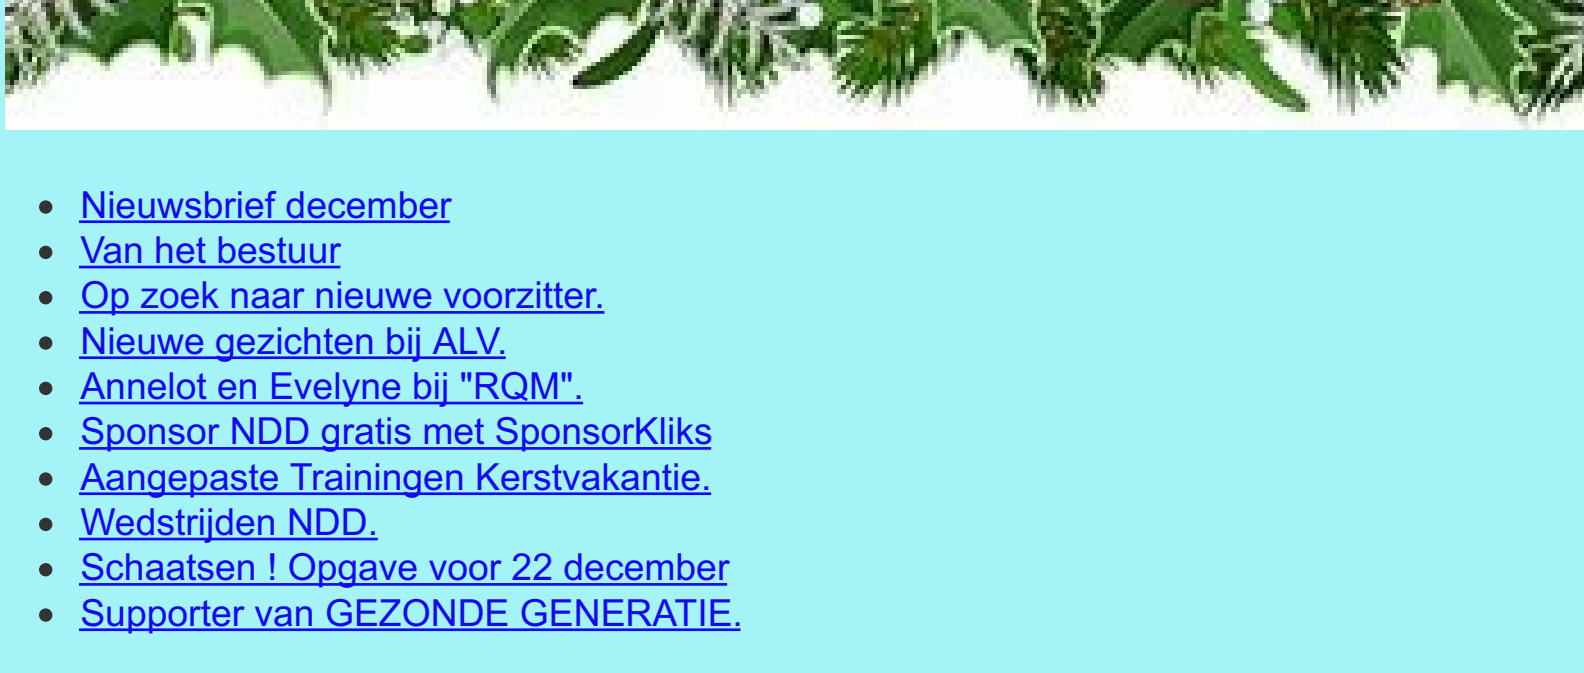 Nieuwsbrief december
Van het bestuur
Op zoek naar nieuwe voorzitter.
Nieuwe gezichten bij ALV.
Annelot en Evelyne bij "RQM".
Sponsor NDD gratis met SponsorKliks
Aangepaste Trainingen Kerstvakantie.
Wedstrijden NDD.
Schaatsen ! Opgave voor 22 december
Supporter van GEZONDE GENERATIE.